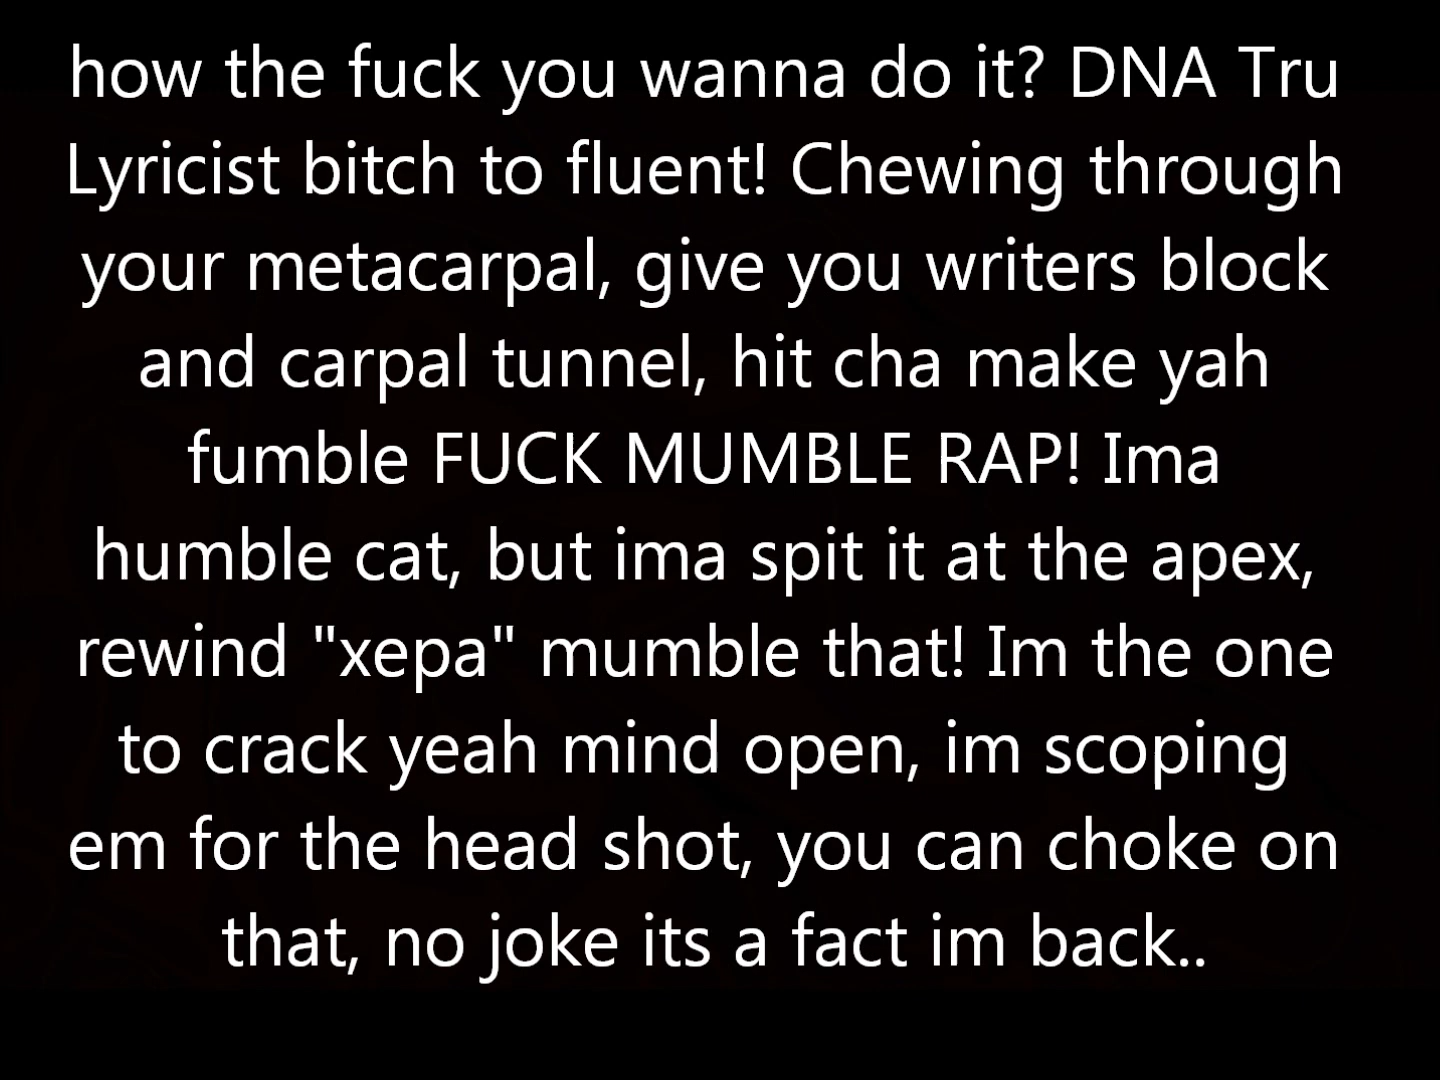 how the fuck you wanna do it? DNA Tru
Lyricist bitch to fluent! Chewing through
your metacarpal, give you writers block
and carpal tunnel, hit cha make yah
fumble FUCK MUMBLE RAP! Ima
humble cat, but ima spit it at the apex,
rewind "xepa" mumble that! Im the one
to crack yeah mind open, im scoping
em for the head shot, you can choke on
that, no joke its a fact im back..